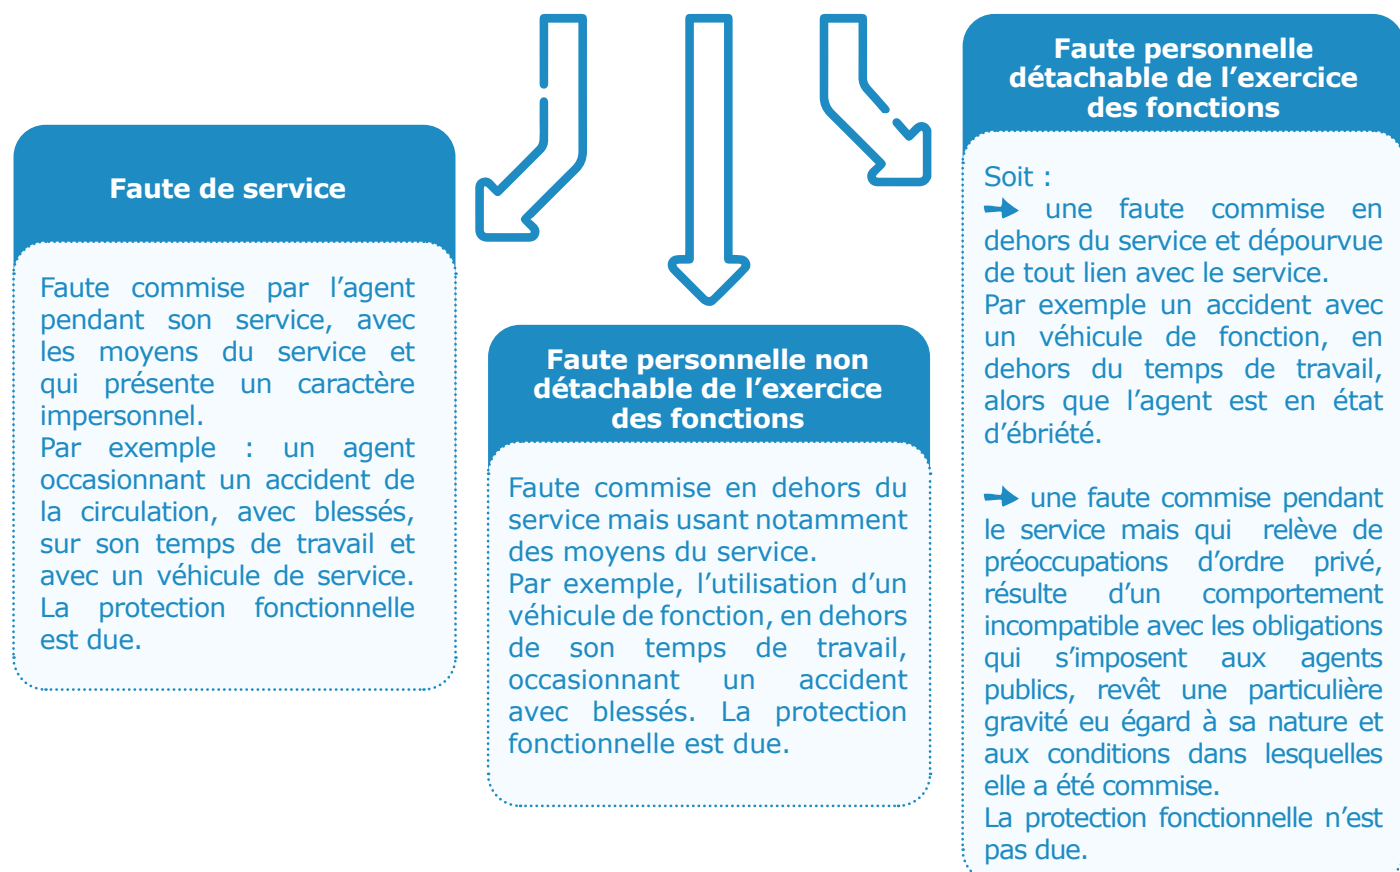 Faute de service
Faute commise par l’agent
pendant son service, avec
les moyens du service et
qui présente un caractère
impersonnel.
Par exemple : un agent
occasionnant un accident de
la circulation, avec blessés,
sur son temps de travail et
avec un véhicule de service.
La protection fonctionnelle
est due.
Faute personnelle non
détachable de l’exercice
des fonctions
Faute commise en dehors du
service mais usant notamment
des moyens du service.
Par exemple, l’utilisation d’un
véhicule de fonction, en dehors
de son temps de travail,
occasionnant un accident
avec blessés. La protection
fonctionnelle est due.
Faute personnelle
détachable de l’exercice
des fonctions
Soit :
une faute commise en
dehors du service et dépourvue
de tout lien avec le service.
Par exemple un accident avec
un véhicule de fonction, en
dehors du temps de travail,
alors que l’agent est en état
d’ébriété.
une faute commise pendant
le service mais qui relève de
préoccupations d’ordre privé,
résulte d’un comportement
incompatible avec les obligations
qui s’imposent aux agents
publics, revêt une particulière
gravité eu égard à sa nature et
aux conditions dans lesquelles
elle a été commise.
La protection fonctionnelle n’est
pas due.